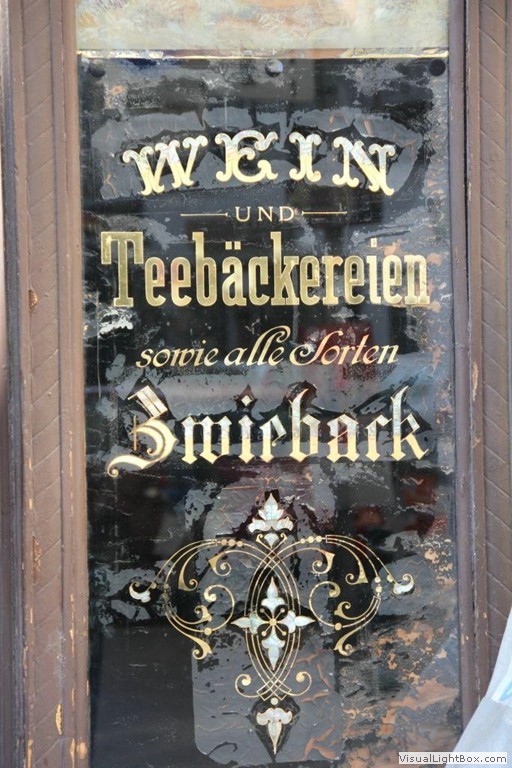 WEIN
UND
Teebäckereien
sowie alle Sorten
Zwieback
VisualLightBox.com